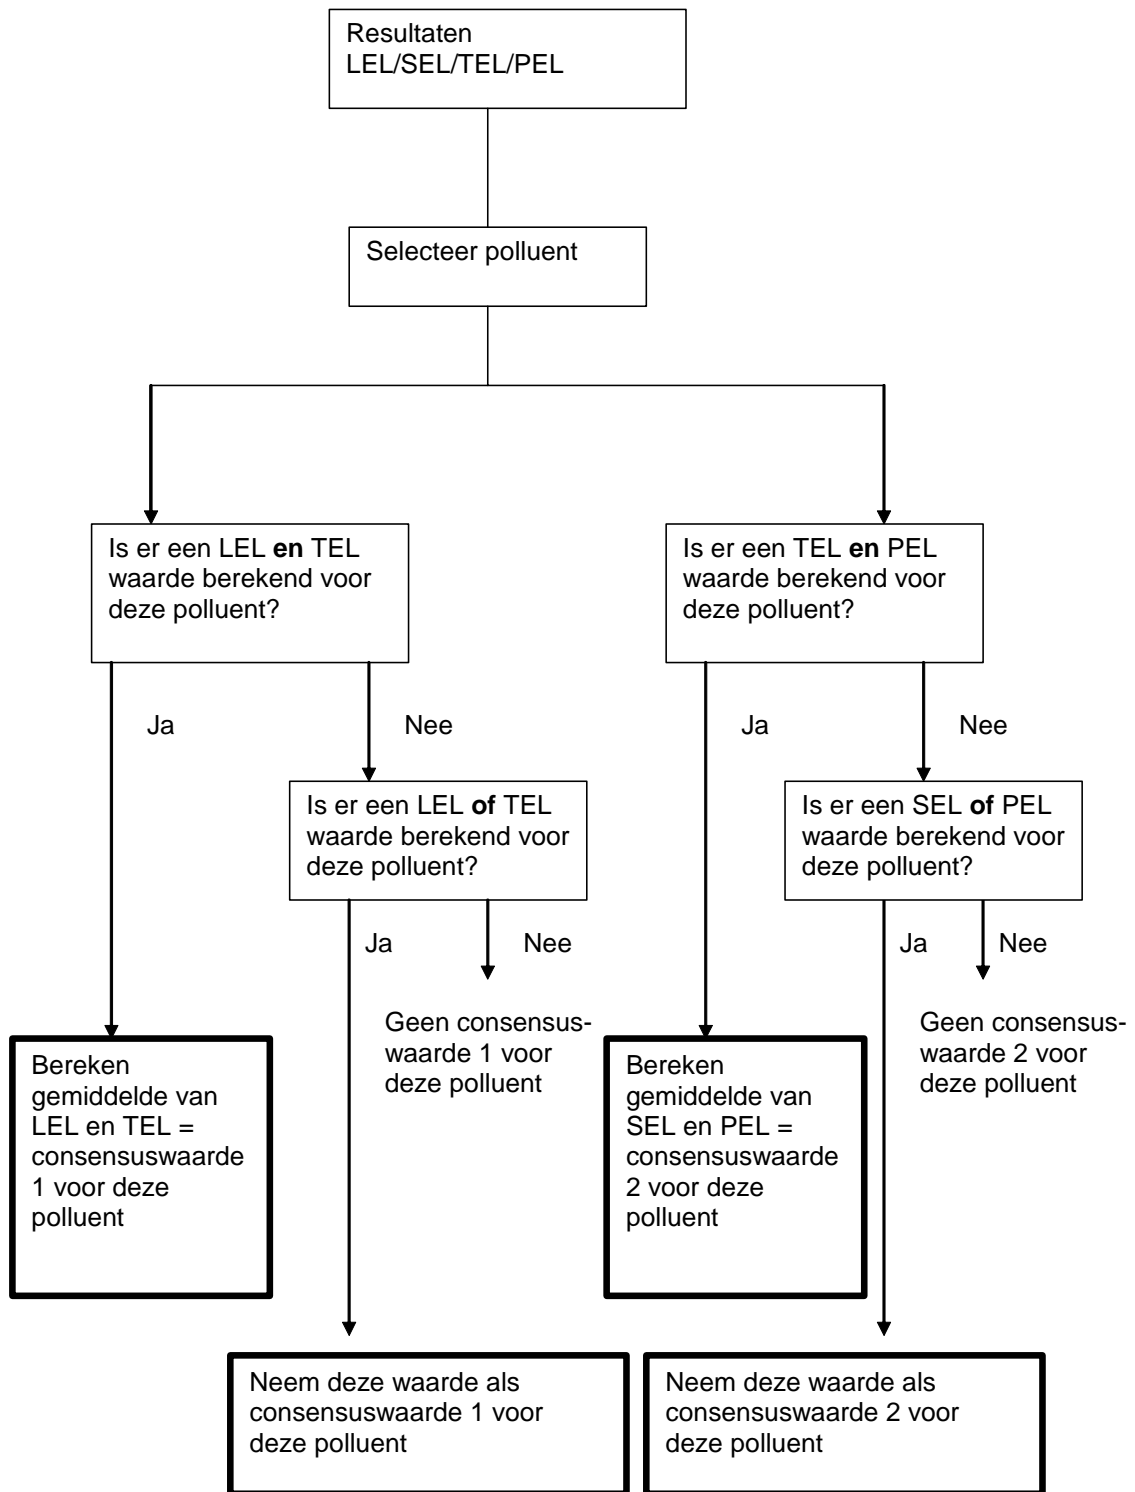 Resultaten
LEL/SEL/TEL/PEL
Selecteer polluent
Is er een LEL en TEL
waarde berekend voor
deze polluent?
Is er een TEL en PEL
waarde berekend voor
deze polluent?
Ja
Nee
Ja
Nee
Is er een LEL of TEL
waarde berekend voor
deze polluent?
Is er een SEL of PEL
waarde berekend voor
deze polluent?
Ja
Nee
Ja
Nee
Geen consensus-
waarde 1 voor
deze polluent
Geen consensus-
waarde 2 voor
deze polluent
Bereken
gemiddelde van
LEL en TEL =
consensuswaarde
1 voor deze
polluent
Bereken
gemiddelde van
SEL en PEL =
consensuswaarde
2 voor deze
polluent
Neem deze waarde als
consensuswaarde 1 voor
deze polluent
Neem deze waarde als
consensuswaarde 2 voor
deze polluent